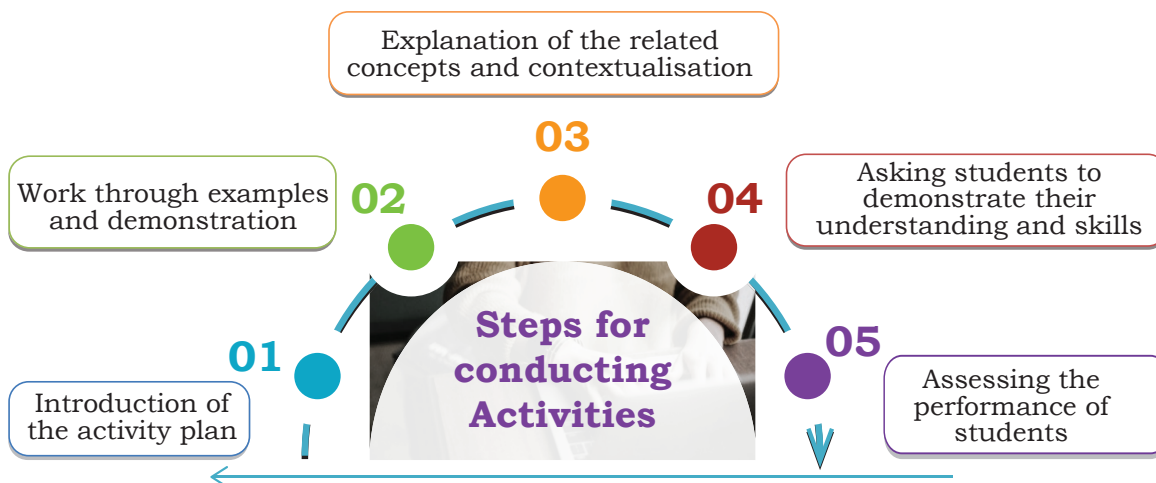 Explanation of the related
concepts and contextualisation
03
Work through examples
and demonstration
02
04
Asking students to
demonstrate their
understanding and skills
Steps for
conducting
Activities
01
Introduction of
the activity plan
05
Assessing the
performance of
students